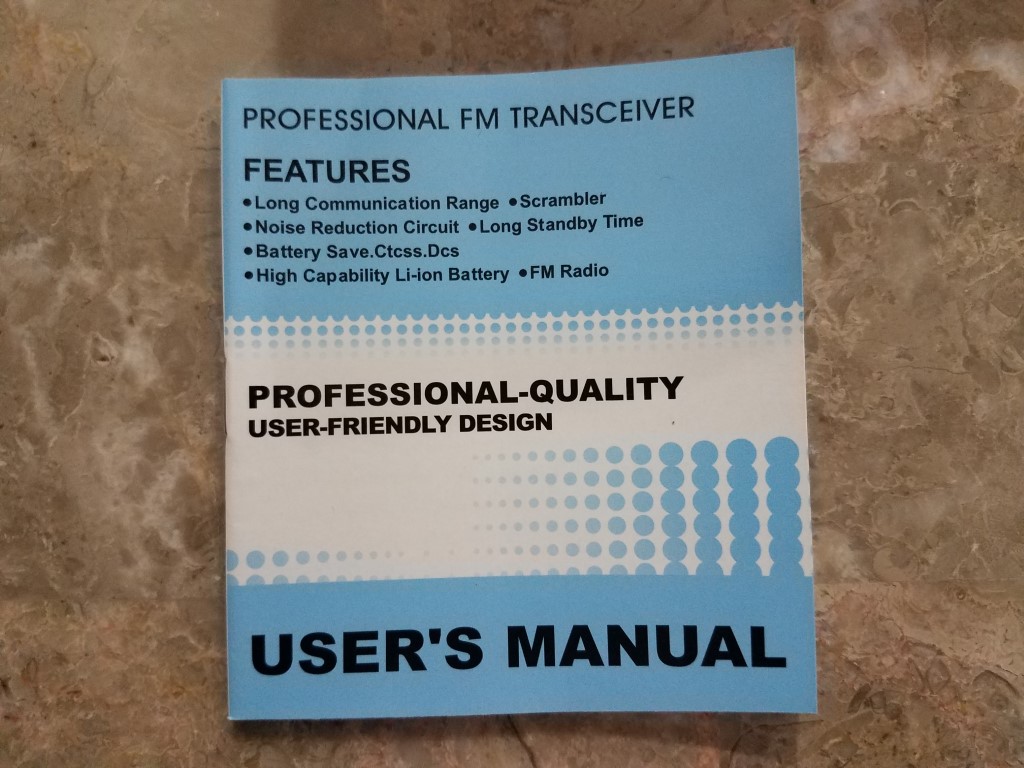 PROFESSIONAL FM TRANSCEIVER
FEATURES
•Long Communication Range •Scrambler
•Noise Reduction Circuit •Long Standby Time
•Battery Save.Ctcss.Dcs
•High Capability Li-ion Battery •FM Radio
PROFESSIONAL-QUALITY
USER-FRIENDLY DESIGN
USER'S MANUAL